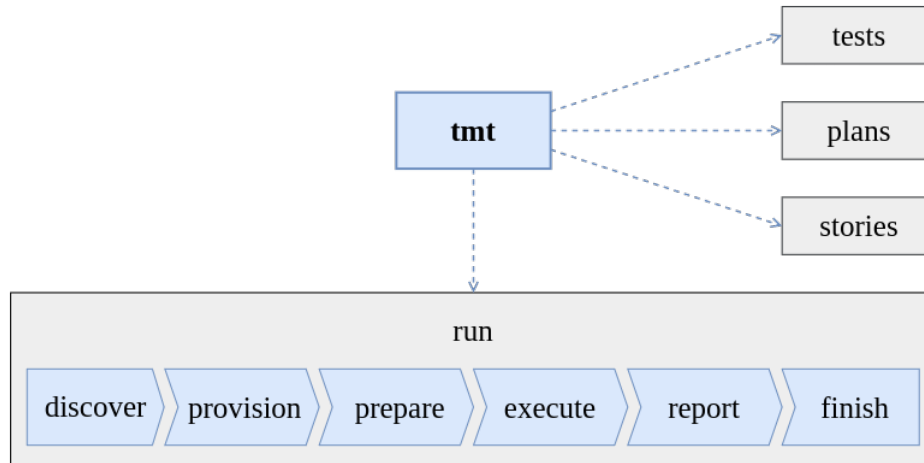 tests
tmt
plans
stories
run
discover
provision
prepare
execute
report
finish